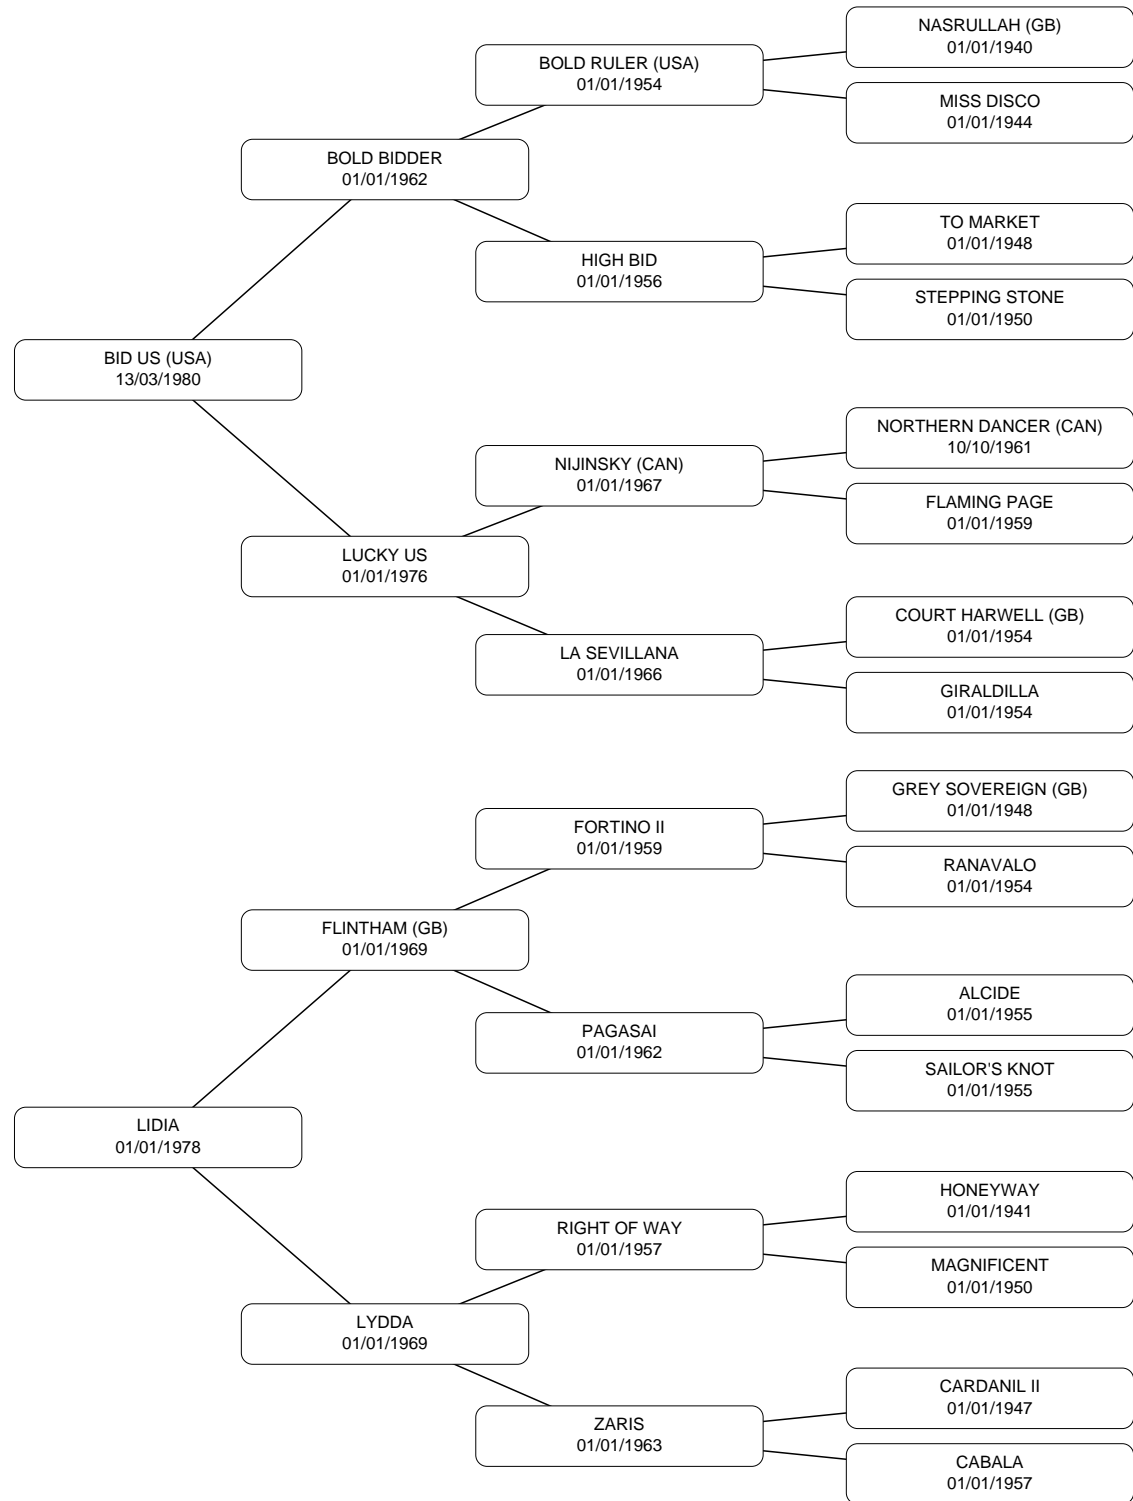 NASRULLAH (GB)
01/01/1940
BOLD RULER (USA)
01/01/1954
MISS DISCO
01/01/1944
BOLD BIDDER
01/01/1962
TO MARKET
01/01/1948
HIGH BID
01/01/1956
STEPPING STONE
01/01/1950
BID US (USA)
13/03/1980
NORTHERN DANCER (CAN)
10/10/1961
NIJINSKY (CAN)
01/01/1967
FLAMING PAGE
01/01/1959
LUCKY US
01/01/1976
COURT HARWELL (GB)
01/01/1954
LA SEVILLANA
01/01/1966
GIRALDILLA
01/01/1954
GREY SOVEREIGN (GB)
01/01/1948
FORTINO II
01/01/1959
RANAVALO
01/01/1954
FLINTHAM (GB)
01/01/1969
ALCIDE
01/01/1955
PAGASAI
01/01/1962
SAILOR'S KNOT
01/01/1955
LIDIA
01/01/1978
HONEYWAY
01/01/1941
RIGHT OF WAY
01/01/1957
MAGNIFICENT
01/01/1950
LYDDA
01/01/1969
CARDANIL II
01/01/1947
ZARIS
01/01/1963
CABALA
01/01/1957